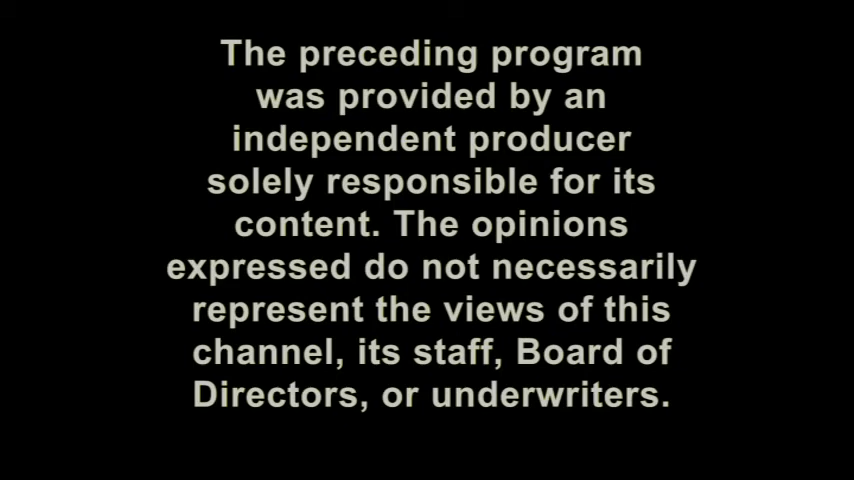 The preceding program
was provided by an
independent producer
solely responsible for its
content. The opinions
expressed do not necessarily
represent the views of this
channel, its staff, Board of
Directors, or underwriters.